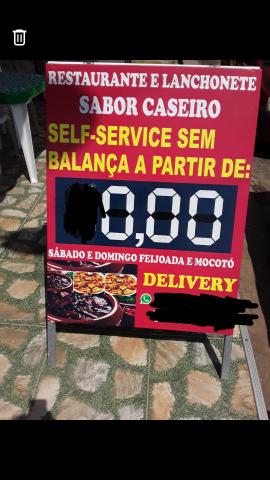 RESTAURANTE E LANCHONETE
SABOR CASEIRO
SELF-SERVICE SEM
BALANÇA A PARTIR DE:
0,00
SÁBADO E DOMINGO FEIJOADA E MOCOTÓ
DELIVERY